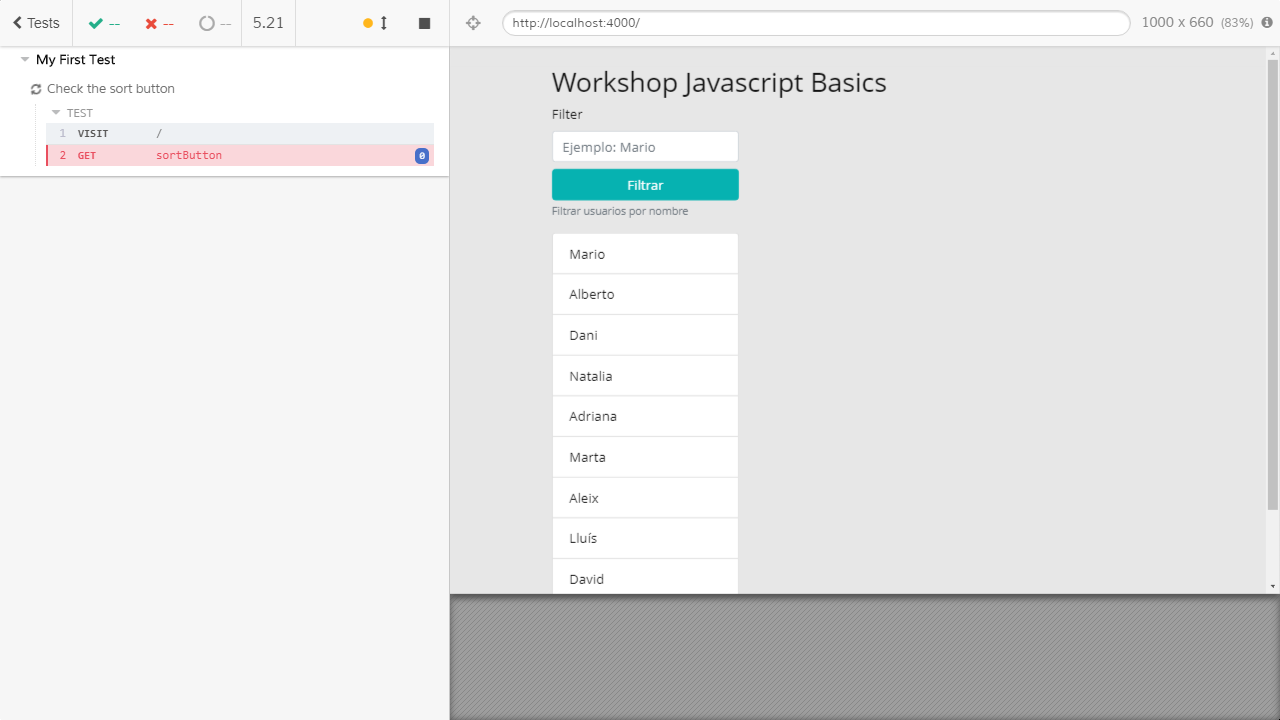 Tests -- -- -- 5.21
My First Test
Check the sort button
TEST
1 VISIT /
2 GET sortButton 0
http://localhost:4000/ 1000 x 660 (83%)
Workshop Javascript Basics
Filter
Ejemplo: Mario
Filtrar
Filtrar usuarios por nombre
Mario
Alberto
Dani
Natalia
Adriana
Marta
Aleix
Lluís
David